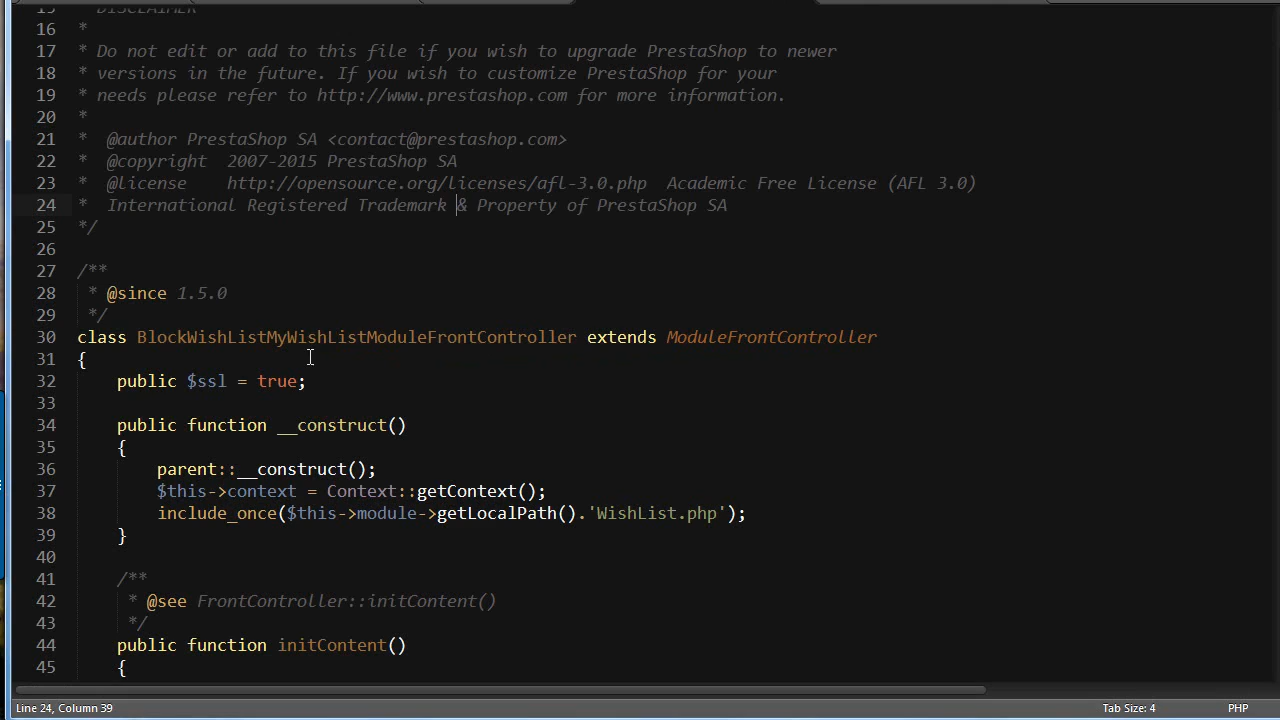 15 * DISCLAIMER
16 *
17 * Do not edit or add to this file if you wish to upgrade PrestaShop to newer
18 * versions in the future. If you wish to customize PrestaShop for your
19 * needs please refer to http://www.prestashop.com for more information.
20 *
21 *  @author PrestaShop SA <contact@prestashop.com>
22 *  @copyright  2007-2015 PrestaShop SA
23 *  @license    http://opensource.org/licenses/afl-3.0.php  Academic Free License (AFL 3.0)
24 *  International Registered Trademark & Property of PrestaShop SA
25 */
26
27 /**
28  * @since 1.5.0
29  */
30 class BlockWishListMyWishListModuleFrontController extends ModuleFrontController
31 {
32     public $ssl = true;
33
34     public function __construct()
35     {
36         parent::__construct();
37         $this->context = Context::getContext();
38         include_once($this->module->getLocalPath().'WishList.php');
39     }
40
41     /**
42      * @see FrontController::initContent()
43      */
44     public function initContent()
45     {
Line 24, Column 39 Tab Size: 4 PHP